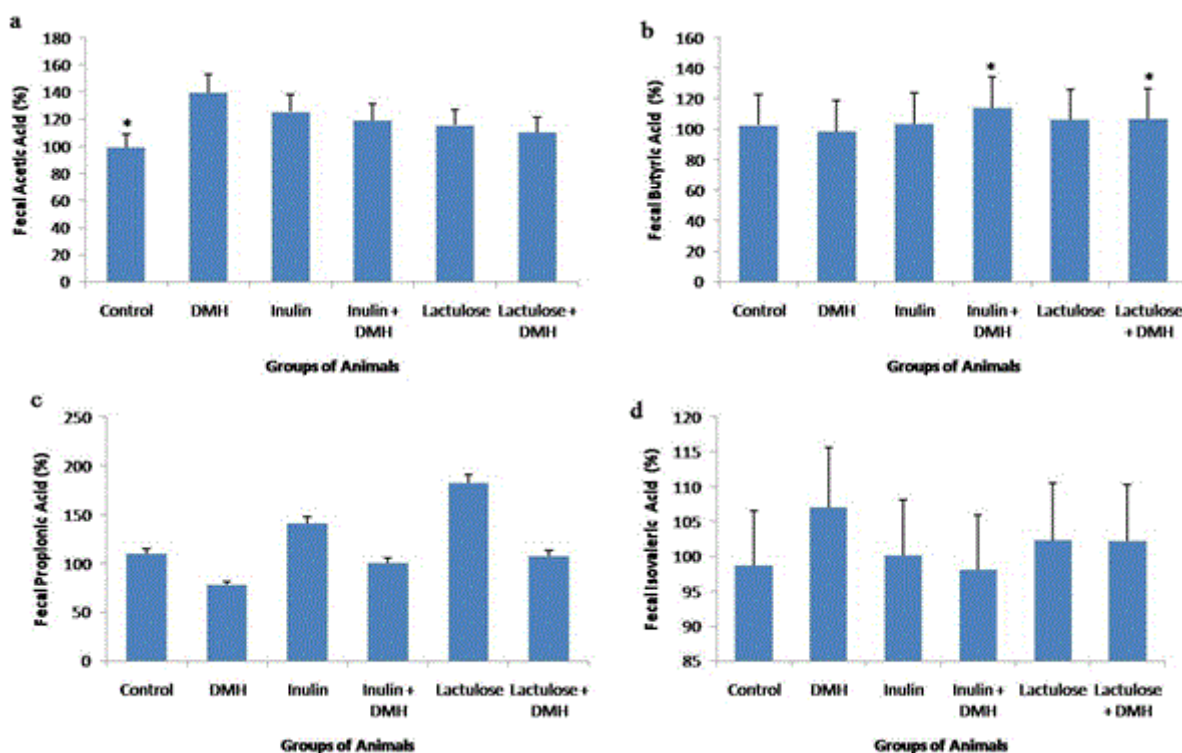 a
Fecal Acetic Acid (%)
180
160
140
120
100
80
60
40
20
0
*
Control
DMH
Inulin
Inulin +
DMH
Lactulose
Lactulose +
DMH
Groups of Animals
b
Fecal Butyric Acid (%)
160
140
120
100
80
60
40
20
0
*
*
Control
DMH
Inulin
Inulin +
DMH
Lactulose
Lactulose
+ DMH
Groups of Animals
c
Fecal Propionic Acid (%)
250
200
150
100
50
0
Control
DMH
Inulin
Inulin +
DMH
Lactulose
Lactulose +
DMH
Groups of Animals
d
Fecal Isovaleric Acid (%)
120
115
110
105
100
95
90
85
Control
DMH
Inulin
Inulin +
DMH
Lactulose
Lactulose
+ DMH
Groups of Animals